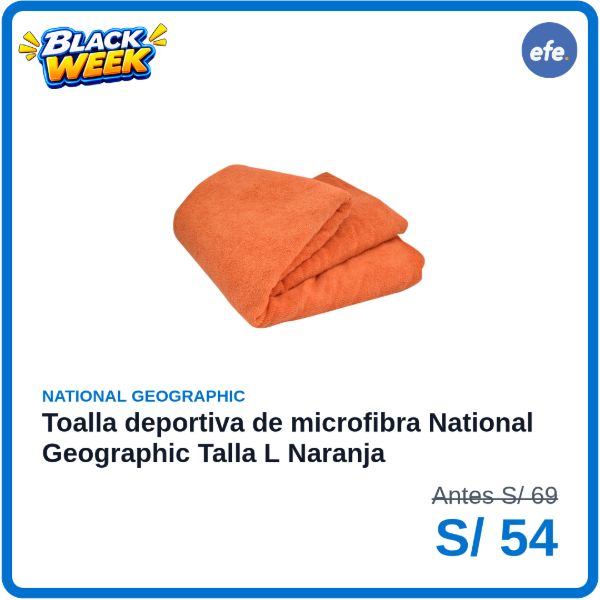 BLACK
WEEK
efe.
NATIONAL GEOGRAPHIC
Toalla deportiva de microfibra National
Geographic Talla L Naranja
Antes S/ 69
S/ 54